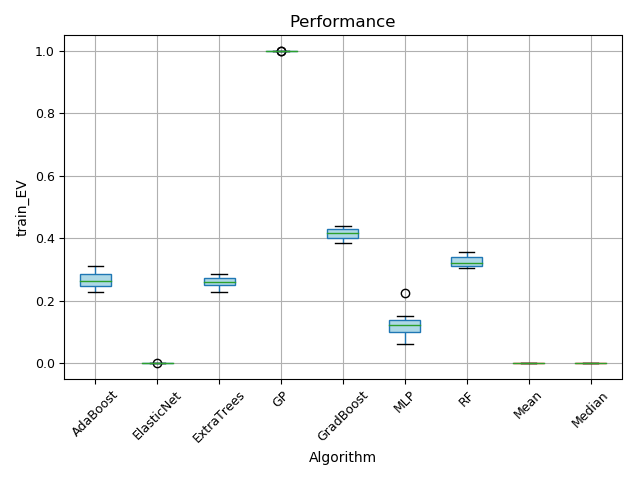 Performance
1.0
0.8
0.6
0.4
0.2
0.0
train_EV
AdaBoost
ElasticNet
ExtraTrees
GP
GradBoost
MLP
RF
Mean
Median
Algorithm